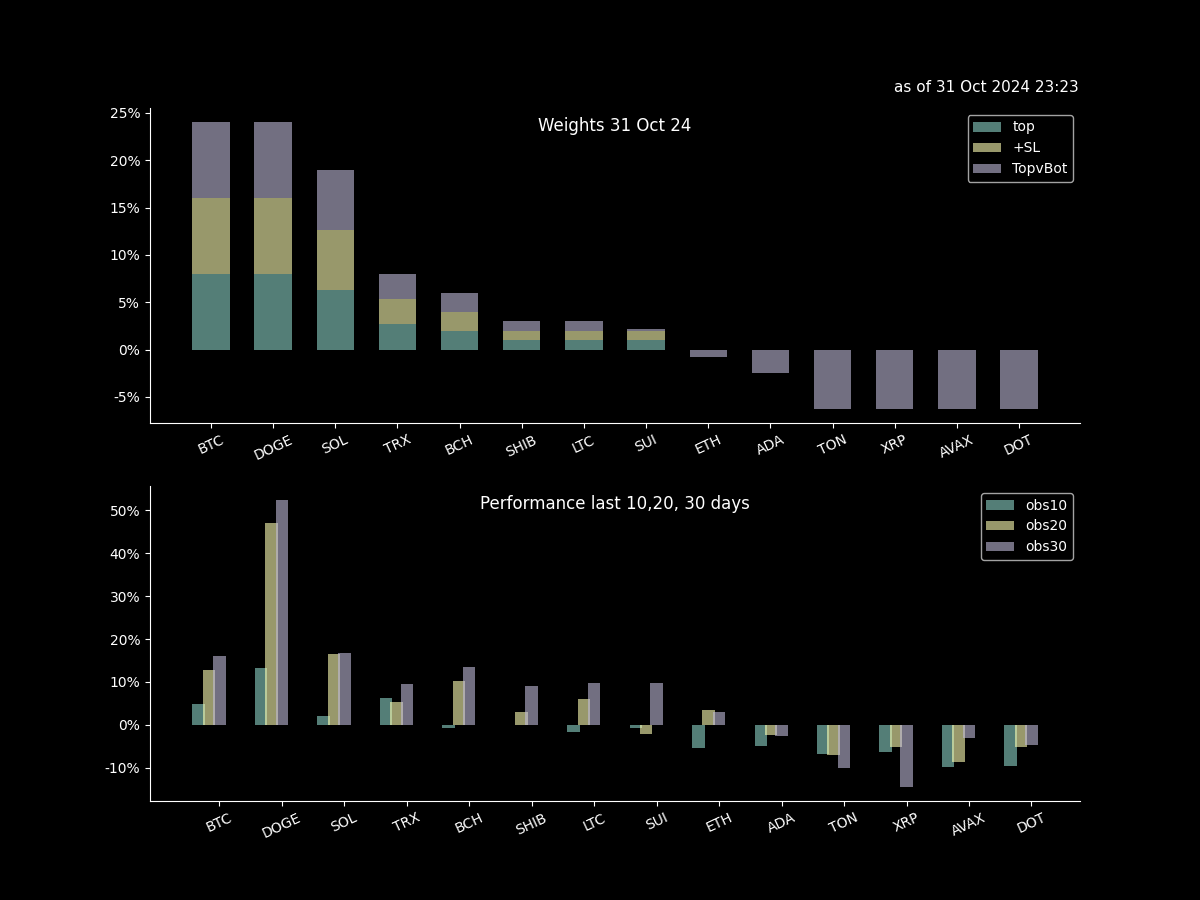 as of 31 Oct 2024 23:23
Weights 31 Oct 24
top
+SL
TopvBot
25%
20%
15%
10%
5%
0%
-5%
BTC DOGE SOL TRX BCH SHIB LTC SUI ETH ADA TON XRP AVAX DOT
Performance last 10,20, 30 days
obs10
obs20
obs30
50%
40%
30%
20%
10%
0%
-10%
BTC DOGE SOL TRX BCH SHIB LTC SUI ETH ADA TON XRP AVAX DOT